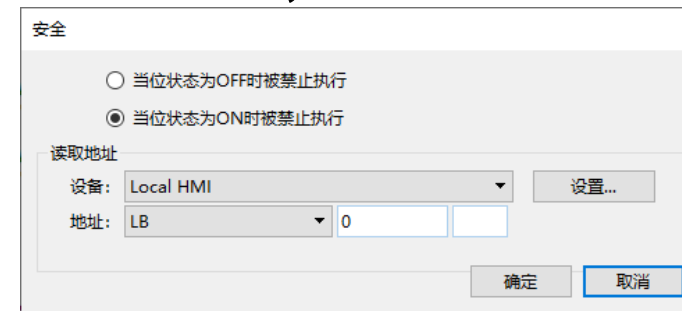 安全
当位状态为OFF时被禁止执行
当位状态为ON时被禁止执行
读取地址
设备: Local HMI 设置...
地址: LB 0
确定 取消